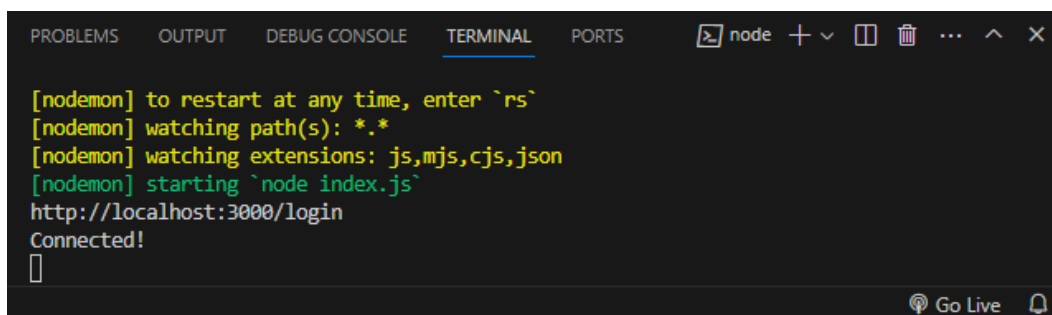 PROBLEMS OUTPUT DEBUG CONSOLE TERMINAL PORTS node
[nodemon] to restart at any time, enter `rs`
[nodemon] watching path(s): *.*
[nodemon] watching extensions: js,mjs,cjs,json
[nodemon] starting `node index.js`
http://localhost:3000/login
Connected!
Go Live